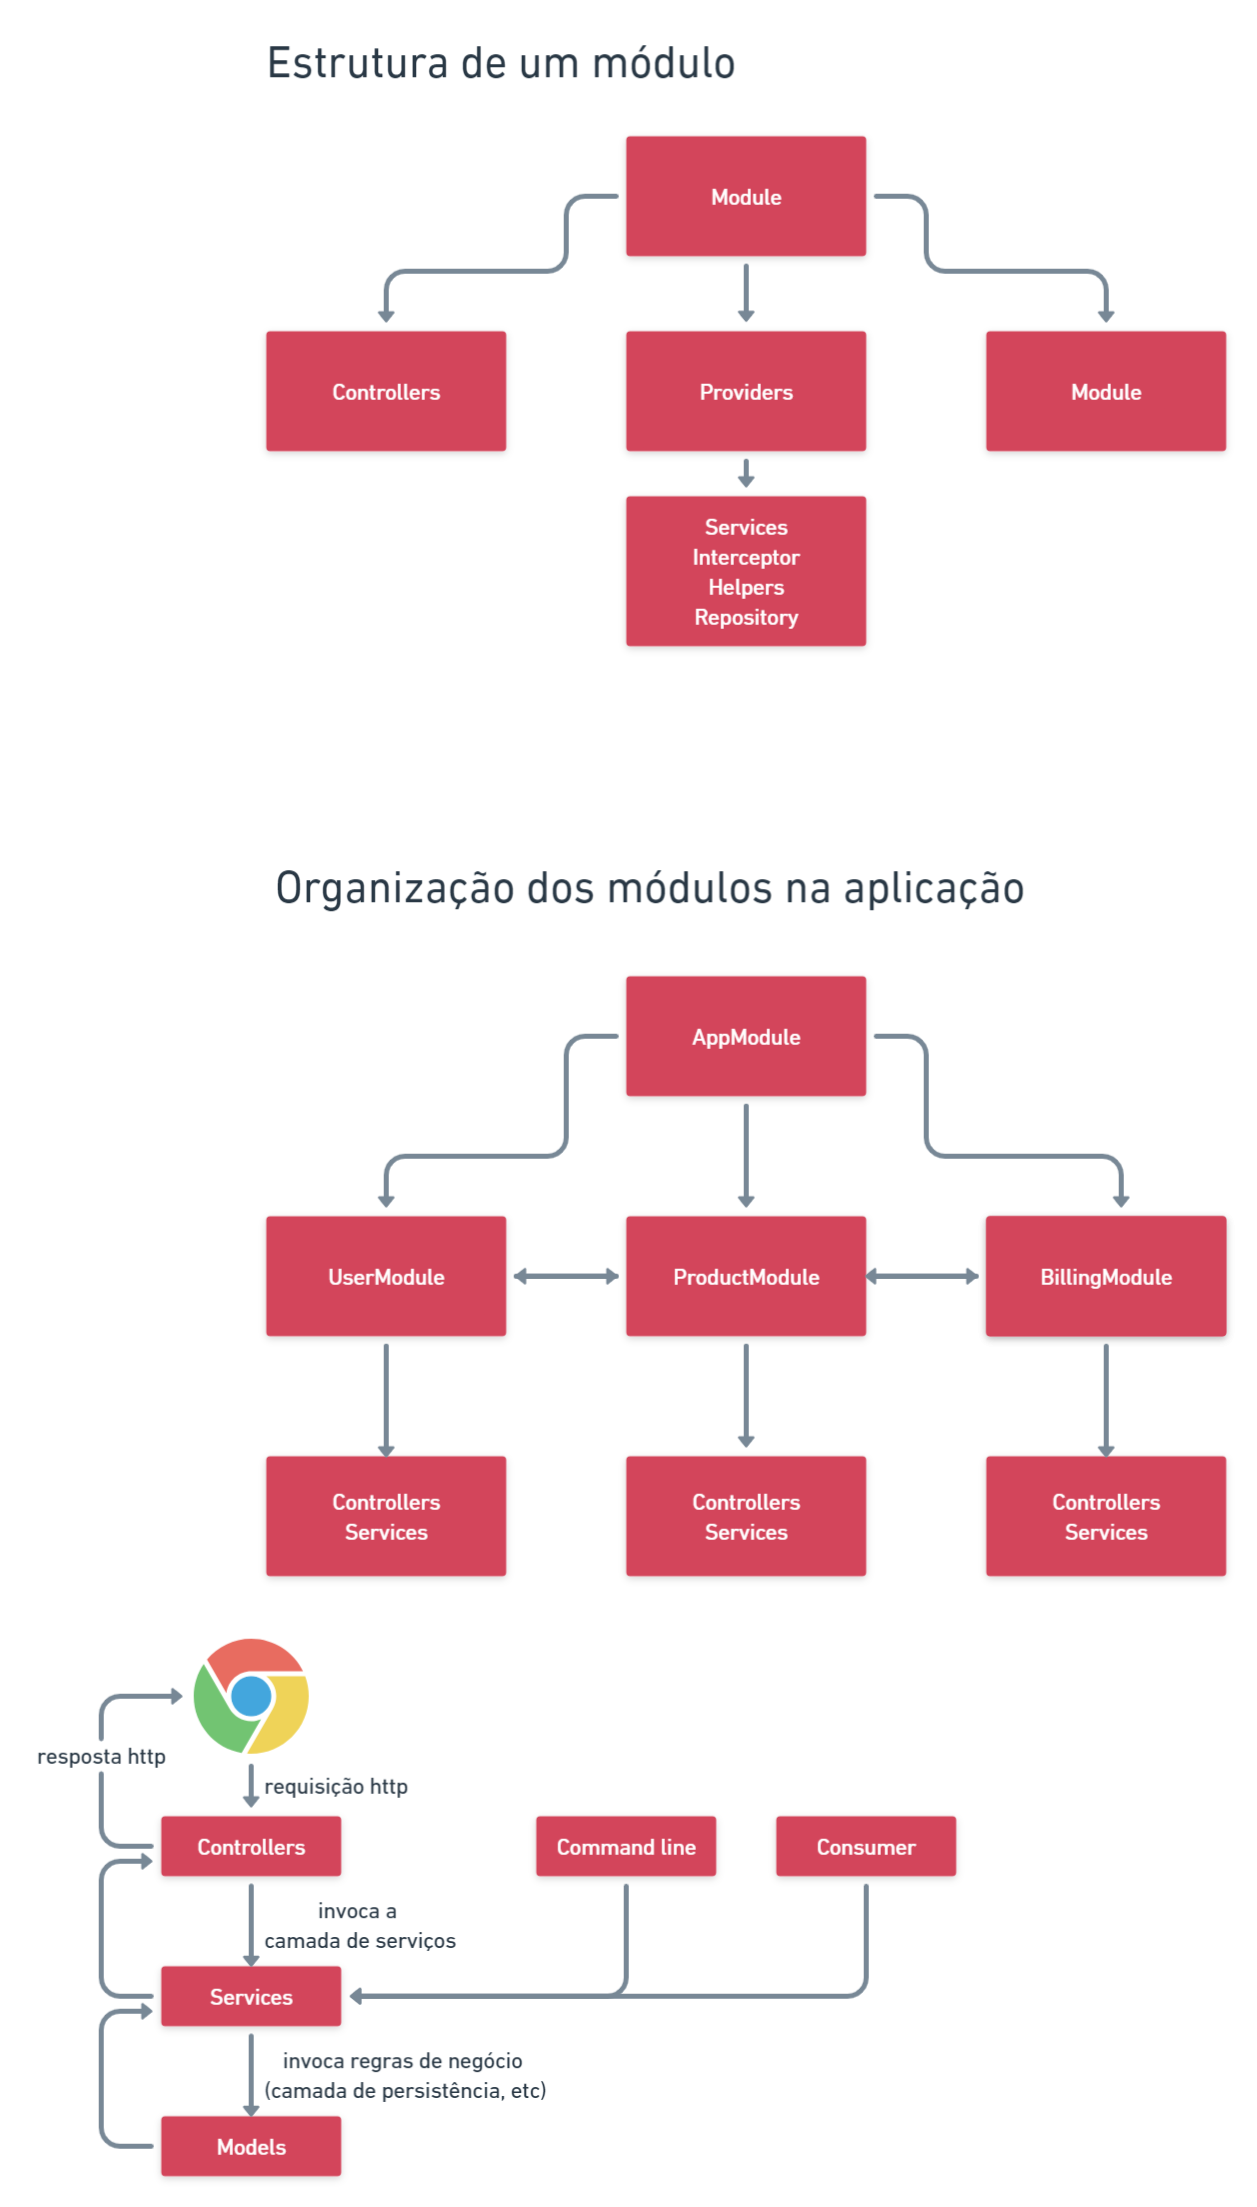 Estrutura de um módulo
Module
Controllers
Providers
Module
Services
Interceptor
Helpers
Repository
Organização dos módulos na aplicação
AppModule
UserModule
ProductModule
BillingModule
Controllers
Services
Controllers
Services
Controllers
Services
resposta http
requisição http
Controllers
Command line
Consumer
invoca a
camada de serviços
Services
invoca regras de negócio
(camada de persistência, etc)
Models